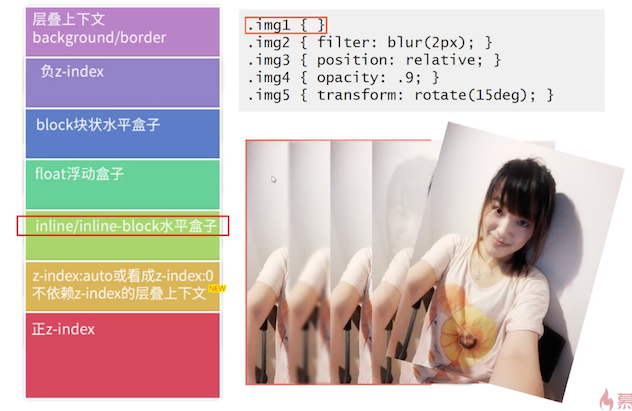 层叠上下文
background/border
负z-index
block块状水平盒子
float浮动盒子
inline/inline-block水平盒子
z-index:auto或看成z-index:0
不依赖z-index的层叠上下文
NEW
正z-index
.img1 { }
.img2 { filter: blur(2px); }
.img3 { position: relative; }
.img4 { opacity: .9; }
.img5 { transform: rotate(15deg); }
慕